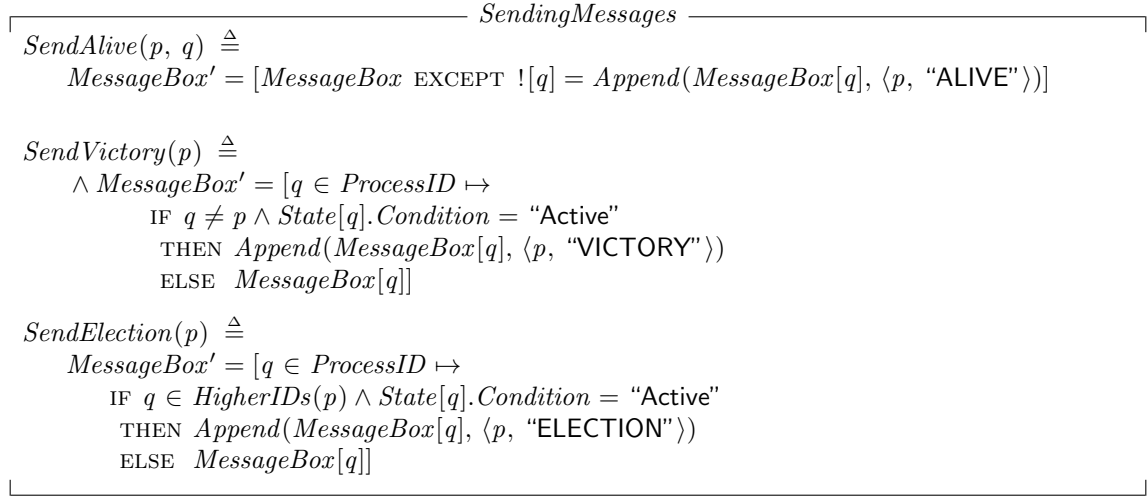 SendingMessages
SendAlive(p, q) ≜
MessageBox′ = [MessageBox EXCEPT ![q] = Append(MessageBox[q], ⟨p, “ALIVE”⟩)]
SendVictory(p) ≜
∧ MessageBox′ = [q ∈ ProcessID ↦
IF q ≠ p ∧ State[q].Condition = “Active”
THEN Append(MessageBox[q], ⟨p, “VICTORY”⟩)
ELSE MessageBox[q]]
SendElection(p) ≜
MessageBox′ = [q ∈ ProcessID ↦
IF q ∈ HigherIDs(p) ∧ State[q].Condition = “Active”
THEN Append(MessageBox[q], ⟨p, “ELECTION”⟩)
ELSE MessageBox[q]]